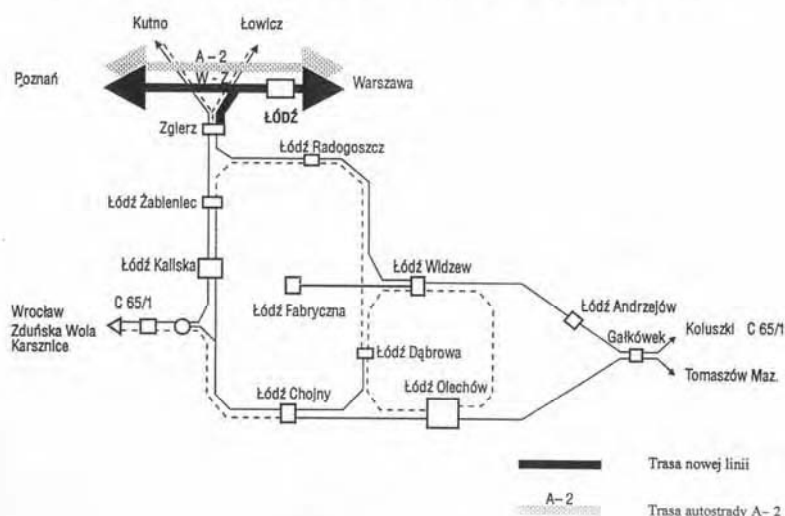 Kutno
Łowicz
A – 2
Poznań
W - Z
Warszawa
ŁÓDŹ
Zgierz
Łódź Radogoszcz
Łódź Żabieniec
Łódź Kaliska
Łódź Widzew
Wrocław
C 65/1
Zduńska Wola
Karsznice
Łódź Fabryczna
Łódź Andrzejów
Gałkówek
Koluszki C 65/1
Łódź Dąbrowa
Tomaszów Maz.
Łódź Chojny
Łódź Olechów
Trasa nowej linii
A– 2
Trasa autostrady A– 2